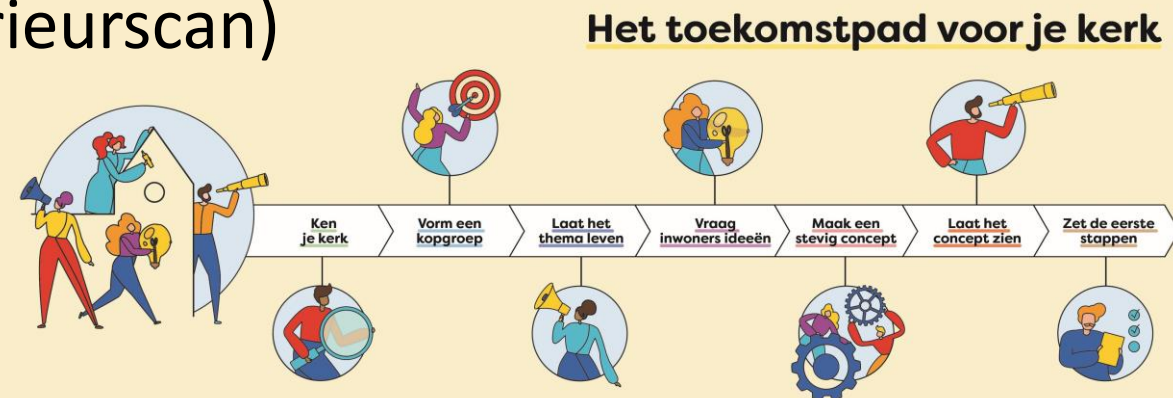 rieurscan)
Het toekomstpad voor je kerk
Ken
je kerk
Vorm een
kopgroep
Laat het
thema leven
Vraag
inwoners ideeën
Maak een
stevig concept
Laat het
concept zien
Zet de eerste
stappen